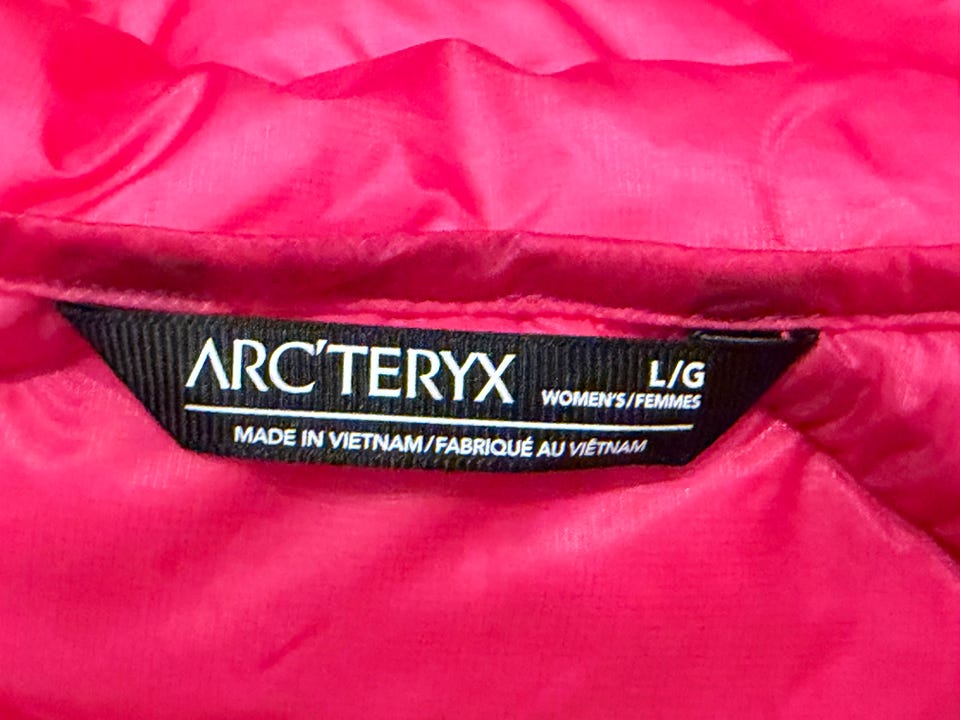 ARC'TERYX
L/G
WOMEN'S/FEMMES
MADE IN VIETNAM/FABRIQUÉ AU VIÊTNAM